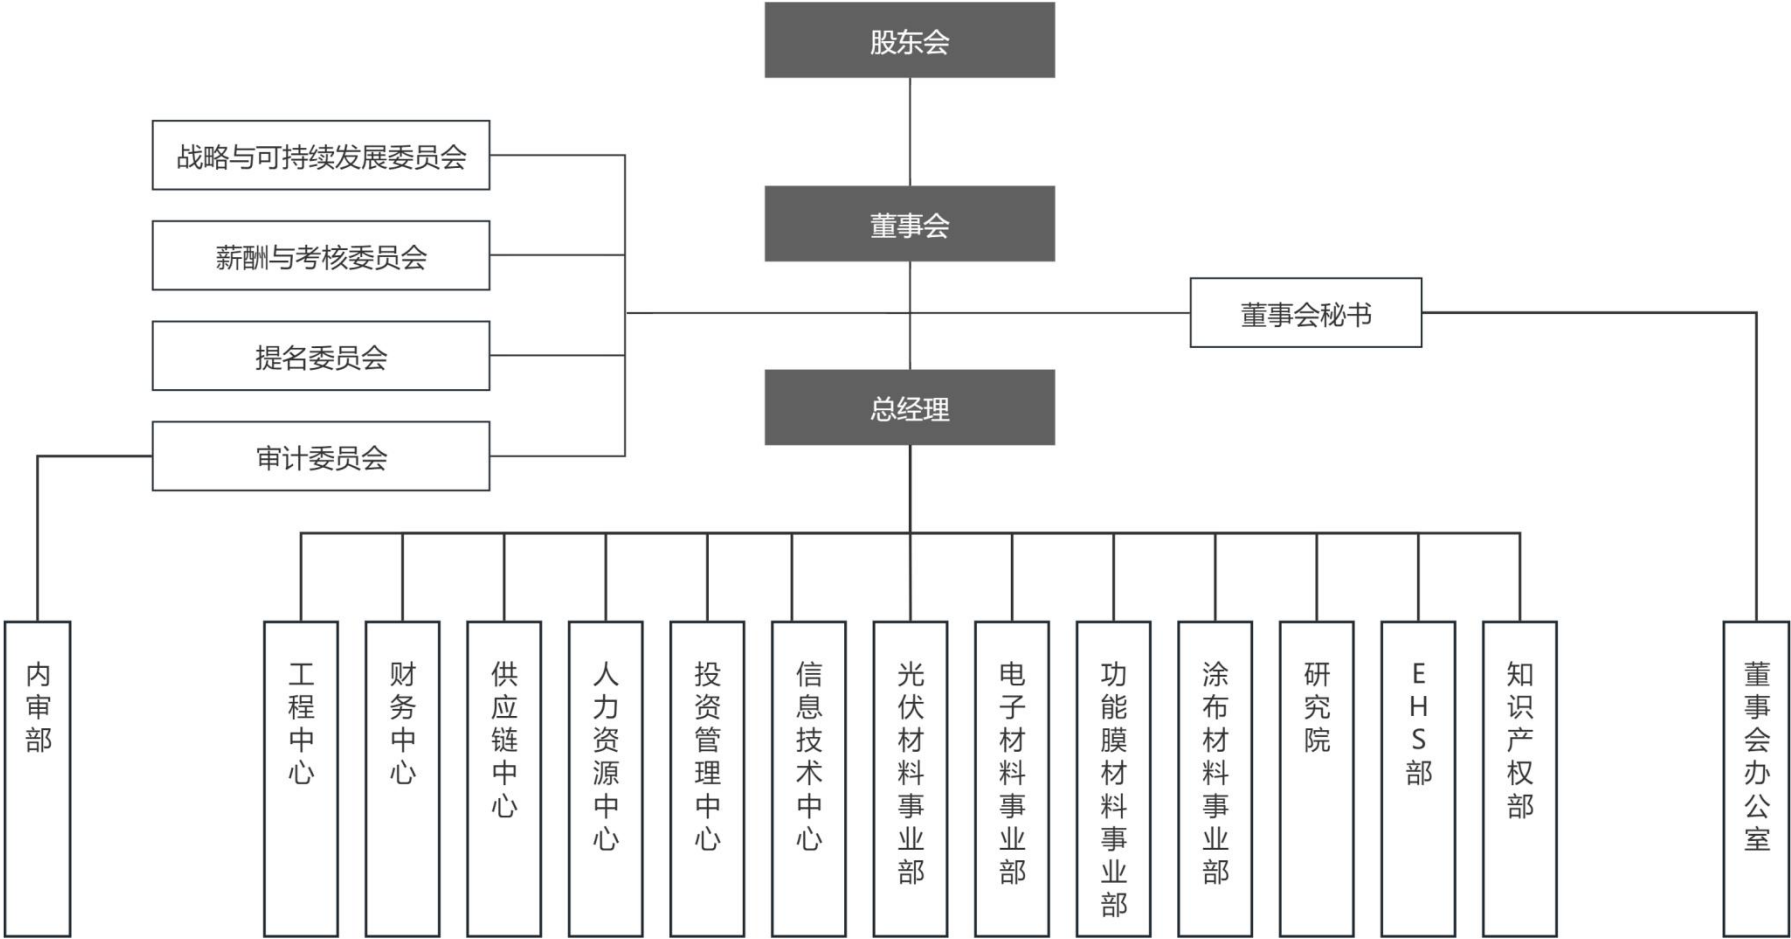 股东会
战略与可持续发展委员会
董事会
薪酬与考核委员会
董事会秘书
提名委员会
总经理
审计委员会
内审部
工程中心
财务中心
供应链中心
人力资源中心
投资管理中心
信息技术中心
光伏材料事业部
电子材料事业部
功能膜材料事业部
涂布材料事业部
研究院
EHS部
知识产权部
董事会办公室